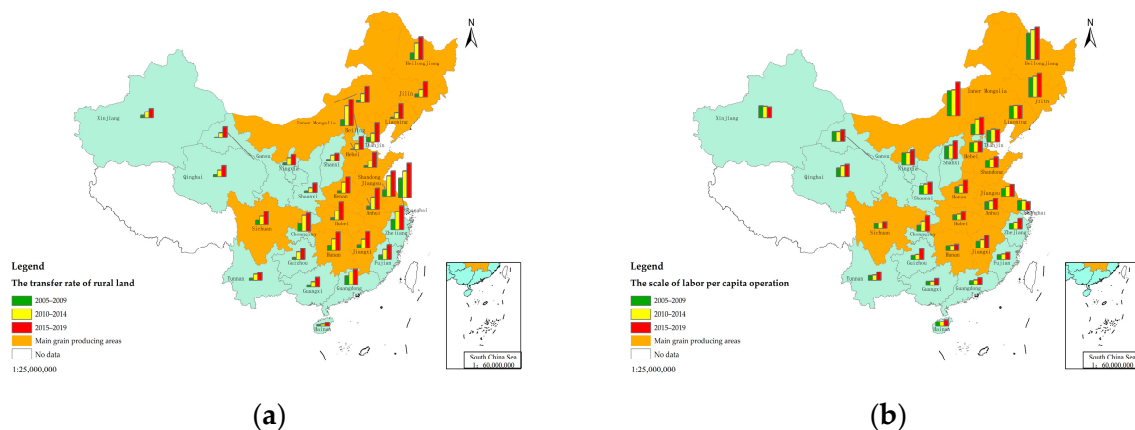 N
Heilongjiang
Jilin
Liaoning
Inner Mongolia
Beijing
Tianjin
Hebei
Xinjiang
Gansu
Ningxia
Shanxi
Qinghai
Shandong
Jiangsu
Shaanxi
Henan
Anhui
Shanghai
Sichuan
Chongqing
Hubei
Zhejiang
Hunan
Jiangxi
Guizhou
Fujian
Yunnan
Guangxi
Guangdong
Hainan
Legend
The transfer rate of rural land
2005–2009
2010–2014
2015–2019
Main grain producing areas
No data
1:25,000,000
South China Sea
1: 60,000,000
(a)
N
Heilongjiang
Inner Mongolia
Jilin
Liaoning
Tianjin
Hebei
Xinjiang
Gansu
Ningxia
Shanxi
Qinghai
Shandong
Shaanxi
Henan
Jiangsu
Anhui
Shanghai
Sichuan
Chongqing
Hubei
Zhejiang
Hunan
Jiangxi
Guizhou
Fujian
Yunnan
Guangxi
Guangdong
Hainan
Legend
The scale of labor per capita operation
2005–2009
2010–2014
2015–2019
Main grain producing areas
No data
1:25,000,000
South China Sea
1: 60,000,000
(b)